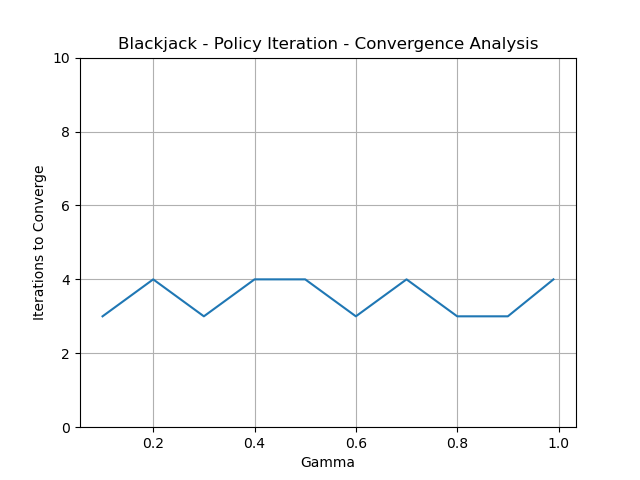 Blackjack - Policy Iteration - Convergence Analysis
10
8
6
4
2
0
Iterations to Converge
0.2 0.4 0.6 0.8 1.0
Gamma